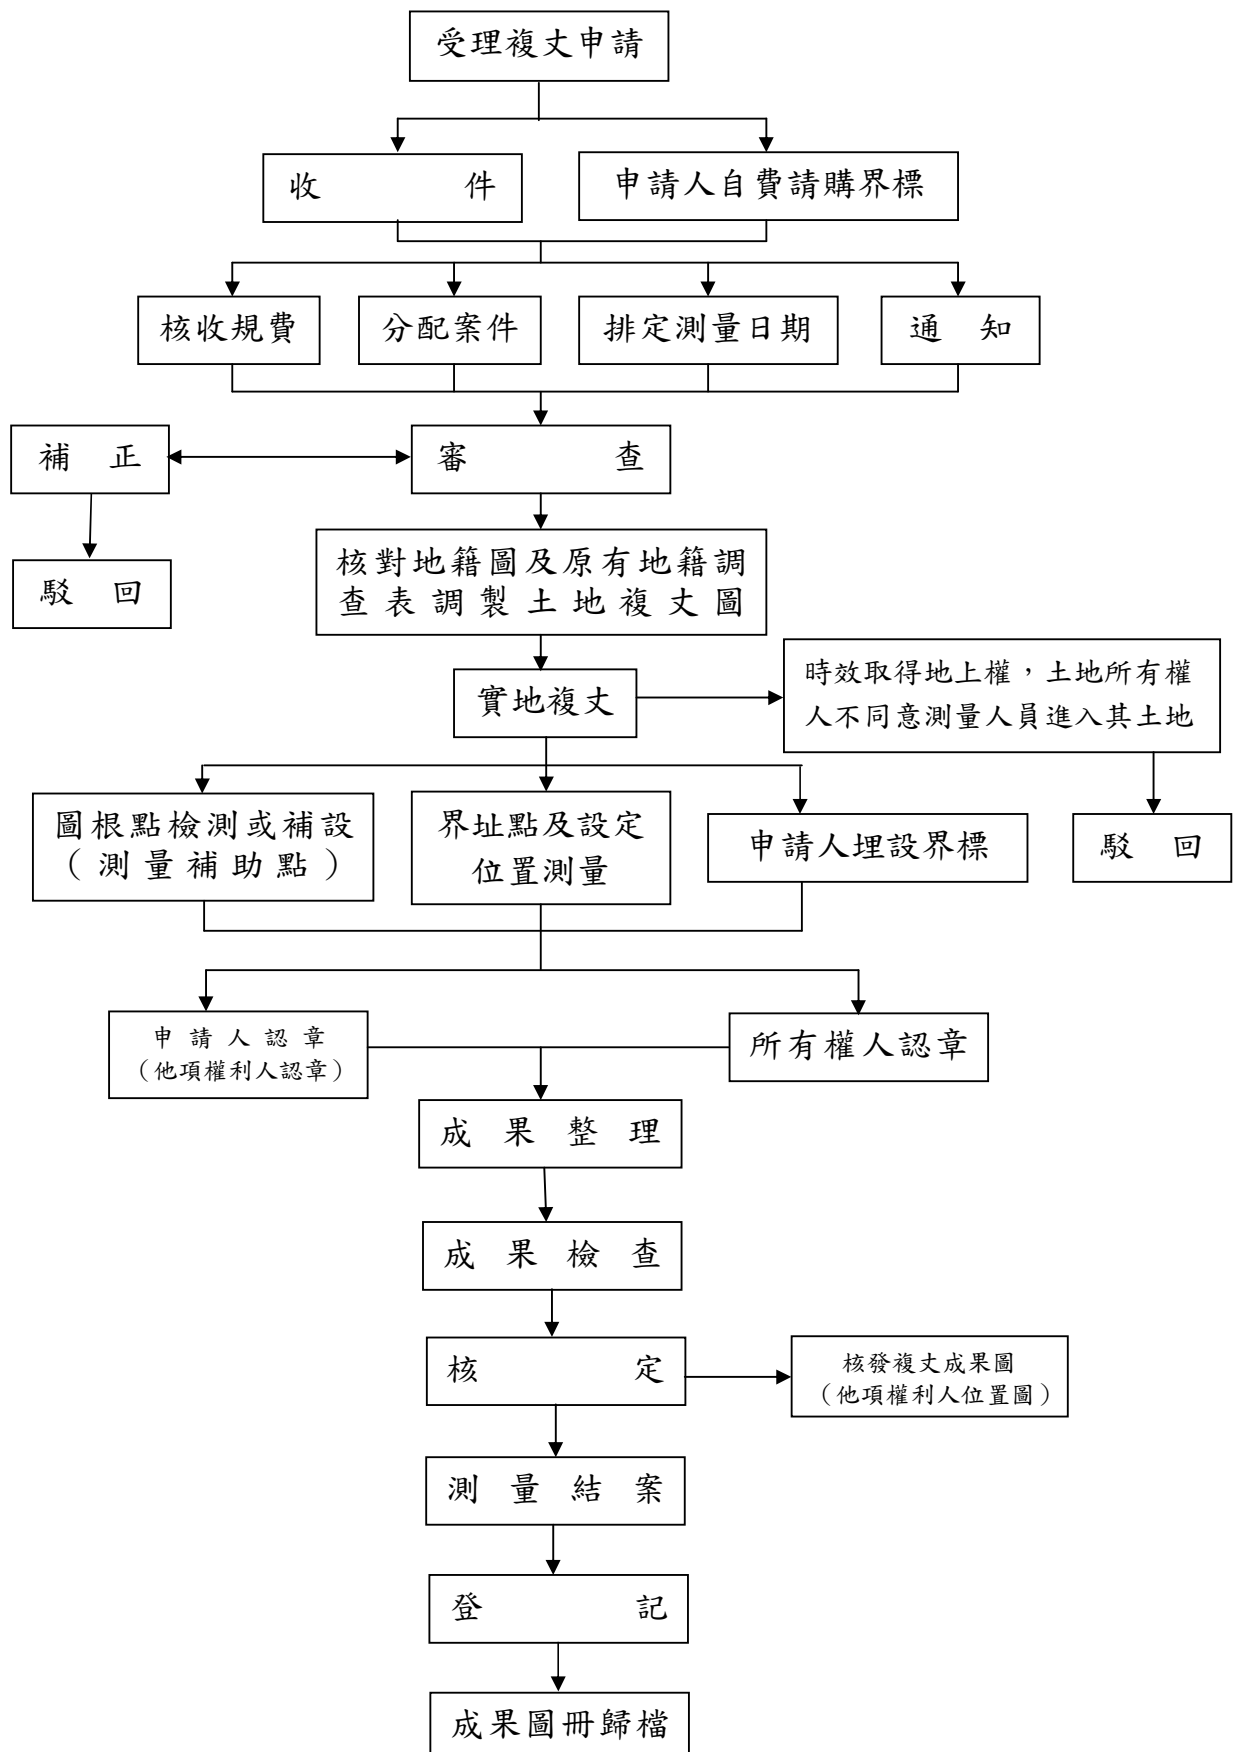 受理複丈申請
收件
申請人自費請購界標
核收規費
分配案件
排定測量日期
通知
補正
審查
駁回
核對地籍圖及原有地籍調
查表調製土地複丈圖
實地複丈
時效取得地上權，土地所有權
人不同意測量人員進入其土地
圖根點檢測或補設
（測量補助點）
界址點及設定
位置測量
申請人埋設界標
駁回
申請人認章
（他項權利人認章）
所有權人認章
成果整理
成果檢查
核定
核發複丈成果圖
（他項權利人位置圖）
測量結案
登記
成果圖冊歸檔